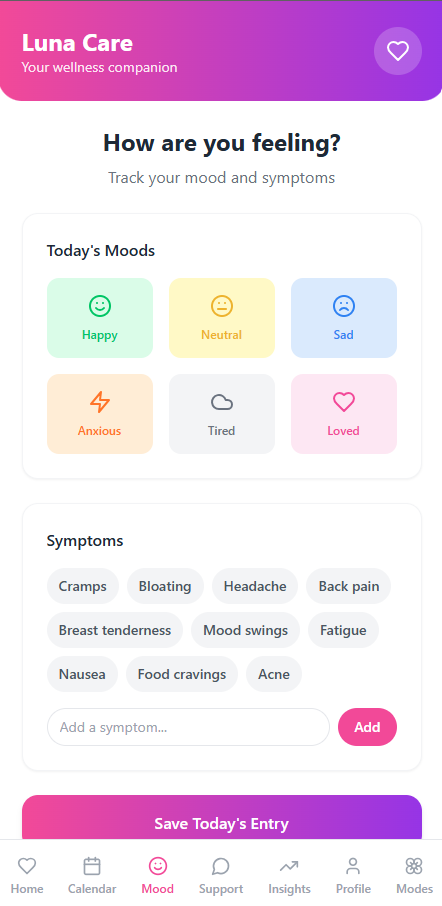 Luna Care
Your wellness companion
How are you feeling?
Track your mood and symptoms
Today's Moods
Happy Neutral Sad
Anxious Tired Loved
Symptoms
Cramps Bloating Headache Back pain
Breast tenderness Mood swings Fatigue
Nausea Food cravings Acne
Add a symptom... Add
Save Today's Entry
Home Calendar Mood Support Insights Profile Modes